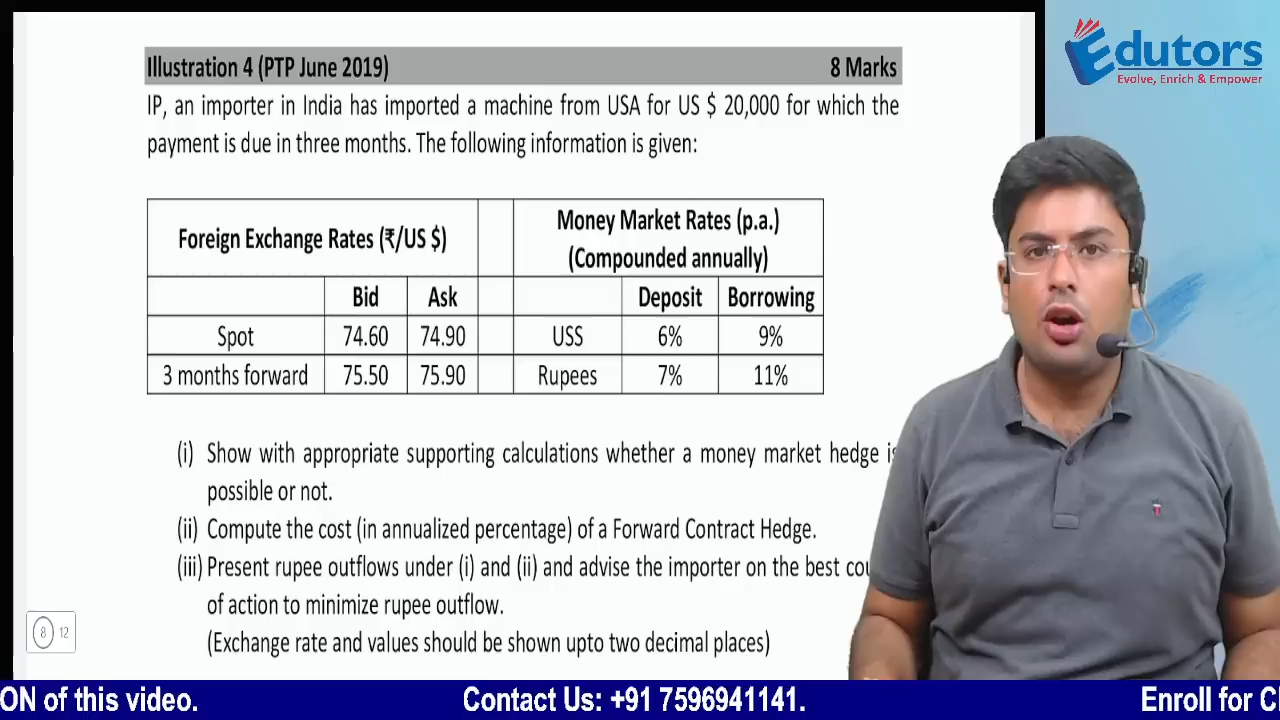 Edutors
Evolve, Enrich & Empower
Illustration 4 (PTP June 2019) 8 Marks
IP, an importer in India has imported a machine from USA for US $ 20,000 for which the
payment is due in three months. The following information is given:
Foreign Exchange Rates (₹/US $) Money Market Rates (p.a.)
(Compounded annually)
Bid Ask Deposit Borrowing
Spot 74.60 74.90 USS 6% 9%
3 months forward 75.50 75.90 Rupees 7% 11%
(i) Show with appropriate supporting calculations whether a money market hedge is
possible or not.
(ii) Compute the cost (in annualized percentage) of a Forward Contract Hedge.
(iii) Present rupee outflows under (i) and (ii) and advise the importer on the best cou
of action to minimize rupee outflow.
(Exchange rate and values should be shown upto two decimal places)
8 12
ON of this video. Contact Us: +91 7596941141. Enroll for C